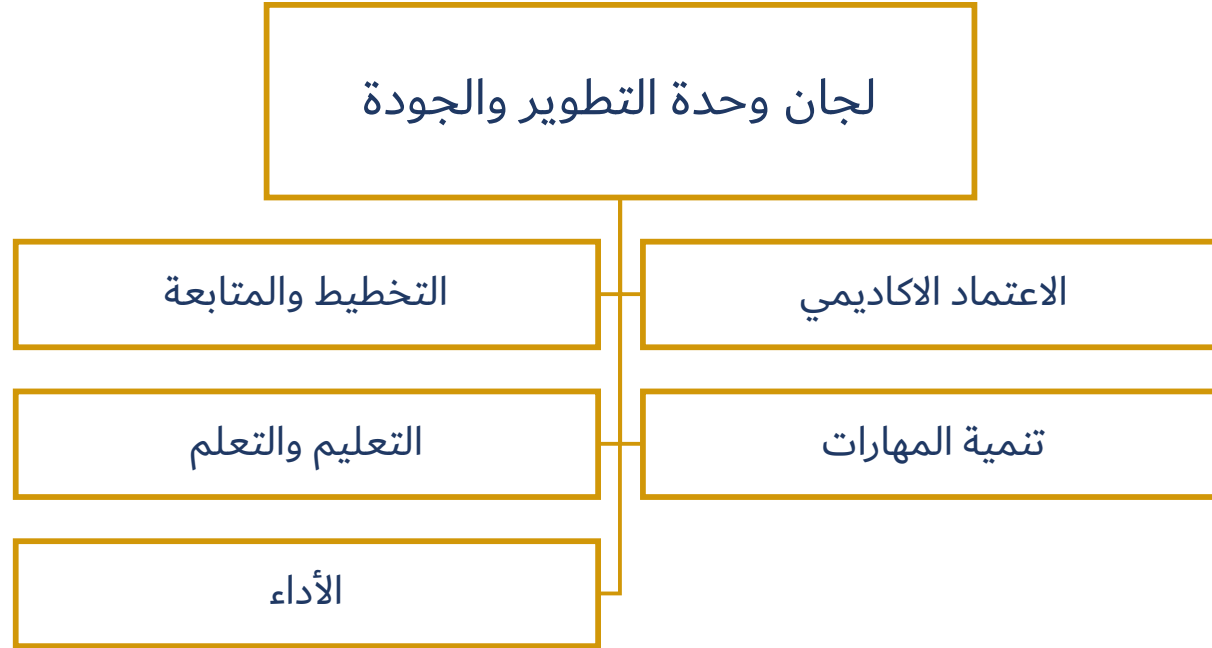 لجان وحدة التطوير والجودة
الاعتماد الاكاديمي
التخطيط والمتابعة
تنمية المهارات
التعليم والتعلم
الأداء